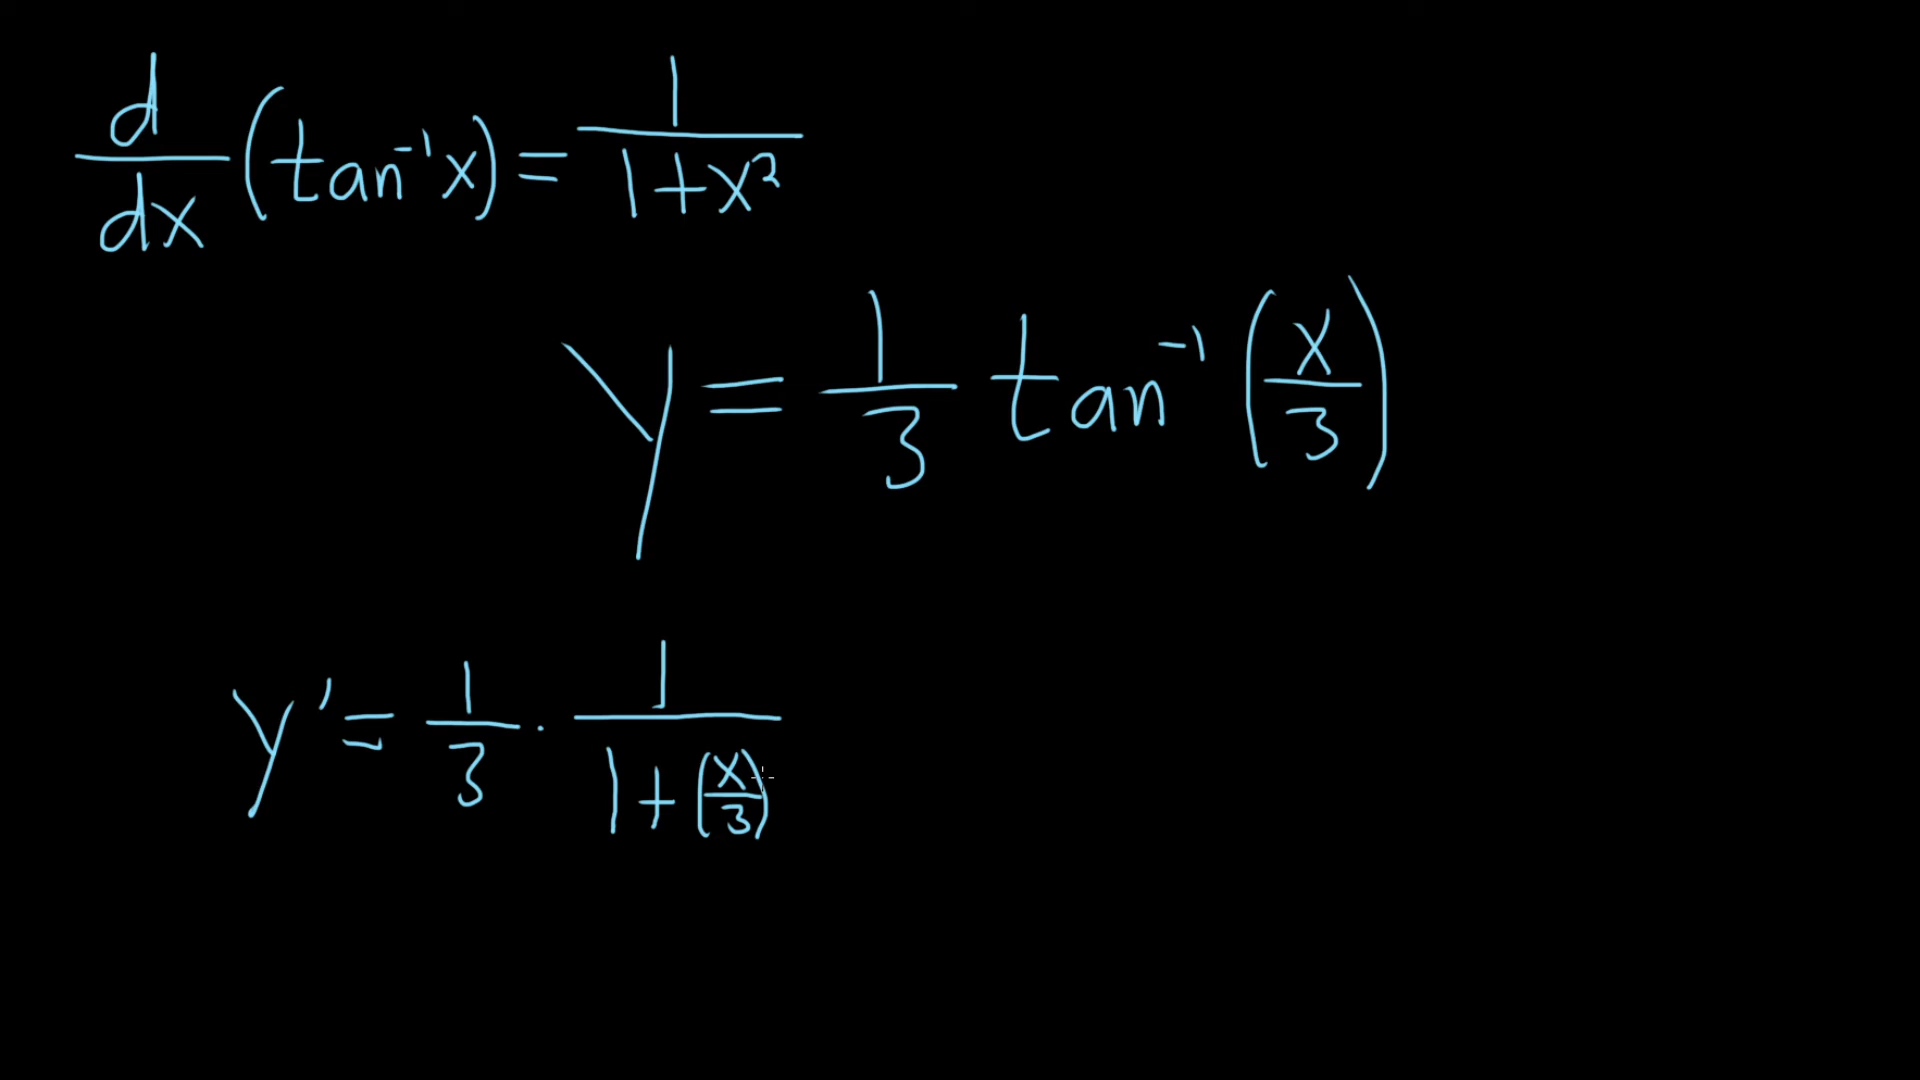 d/dx (tan⁻¹x) = 1/(1+x²)
y = 1/3 tan⁻¹(x/3)
y' = 1/3 · 1/(1+(x/3))